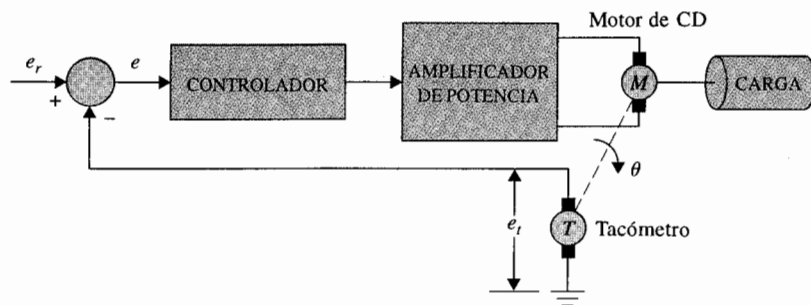 Motor de CD
e_r
+
−
e
CONTROLADOR
AMPLIFICADOR
DE POTENCIA
M
CARGA
θ
e_t
T
Tacómetro